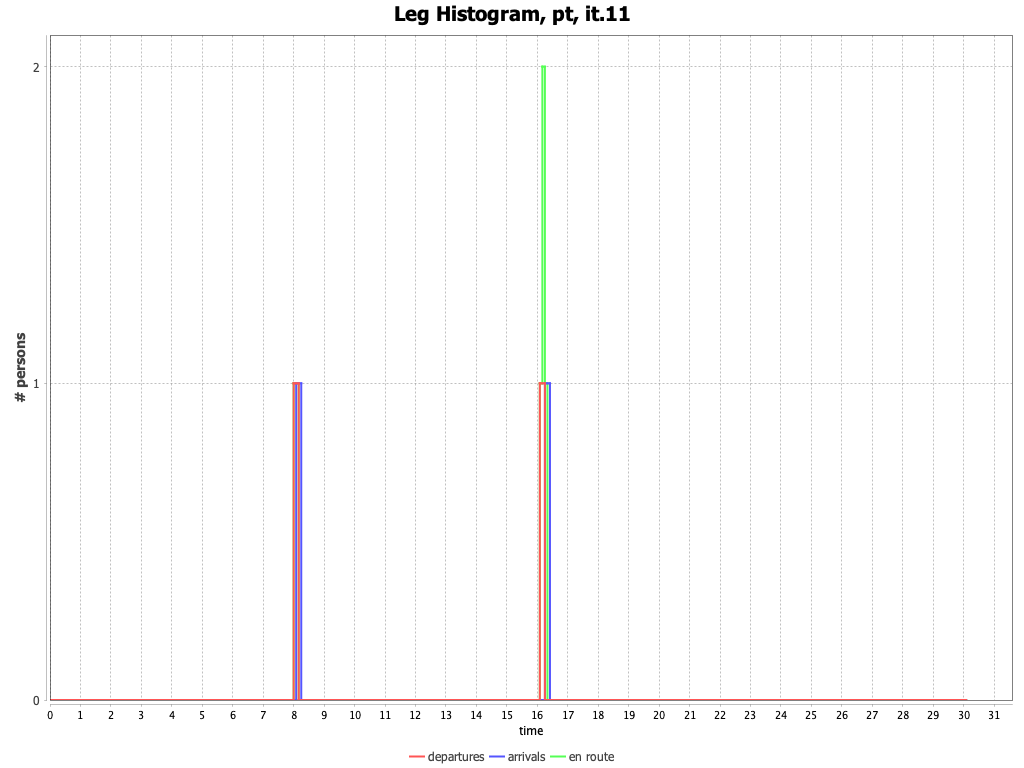 Leg Histogram, pt, it.11
# persons
2
1
0
0 1 2 3 4 5 6 7 8 9 10 11 12 13 14 15 16 17 18 19 20 21 22 23 24 25 26 27 28 29 30 31
time
departures arrivals en route